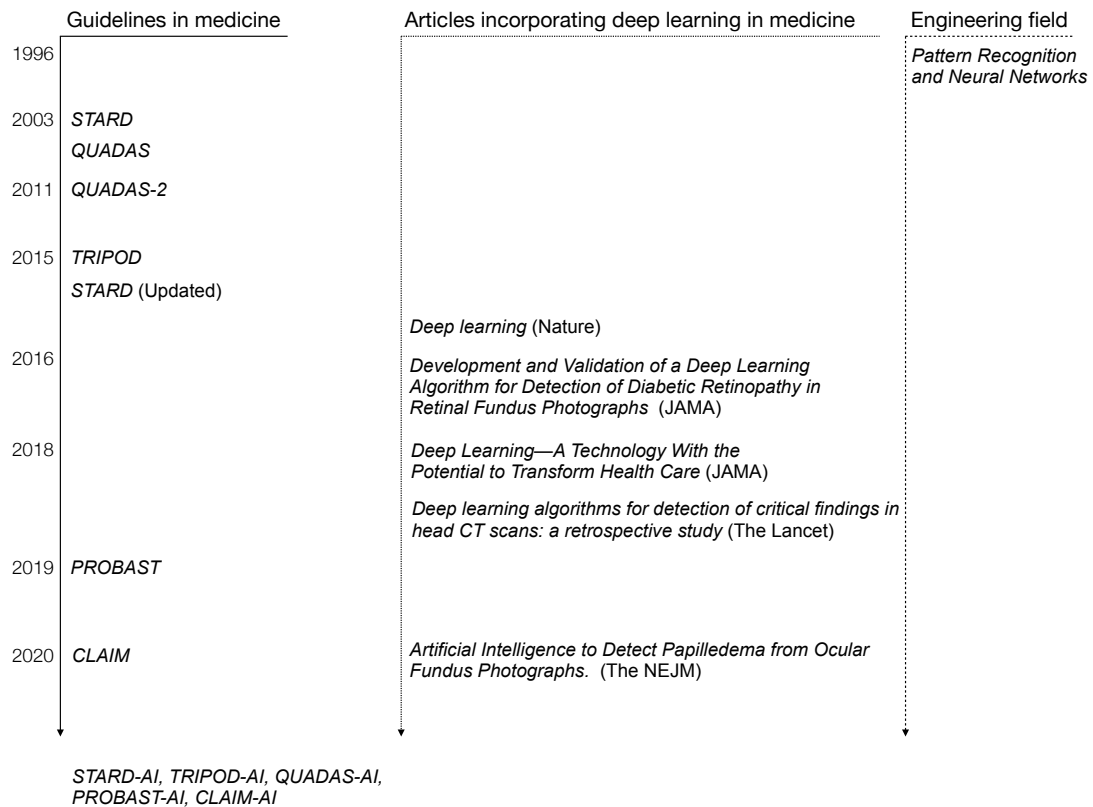 Guidelines in medicine
Articles incorporating deep learning in medicine
Engineering field
1996
Pattern Recognition
and Neural Networks
2003
STARD
QUADAS
2011
QUADAS-2
2015
TRIPOD
STARD (Updated)
Deep learning (Nature)
2016
Development and Validation of a Deep Learning
Algorithm for Detection of Diabetic Retinopathy in
Retinal Fundus Photographs (JAMA)
2018
Deep Learning—A Technology With the
Potential to Transform Health Care (JAMA)
Deep learning algorithms for detection of critical findings in
head CT scans: a retrospective study (The Lancet)
2019
PROBAST
2020
CLAIM
Artificial Intelligence to Detect Papilledema from Ocular
Fundus Photographs. (The NEJM)
STARD-AI, TRIPOD-AI, QUADAS-AI,
PROBAST-AI, CLAIM-AI